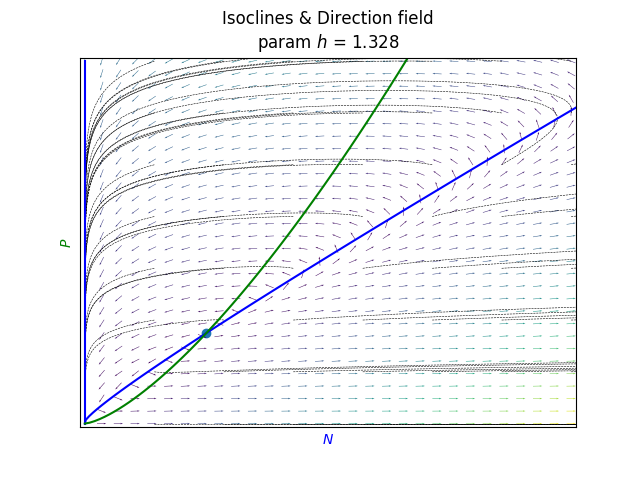 Isoclines & Direction field
param h = 1.328
P
N